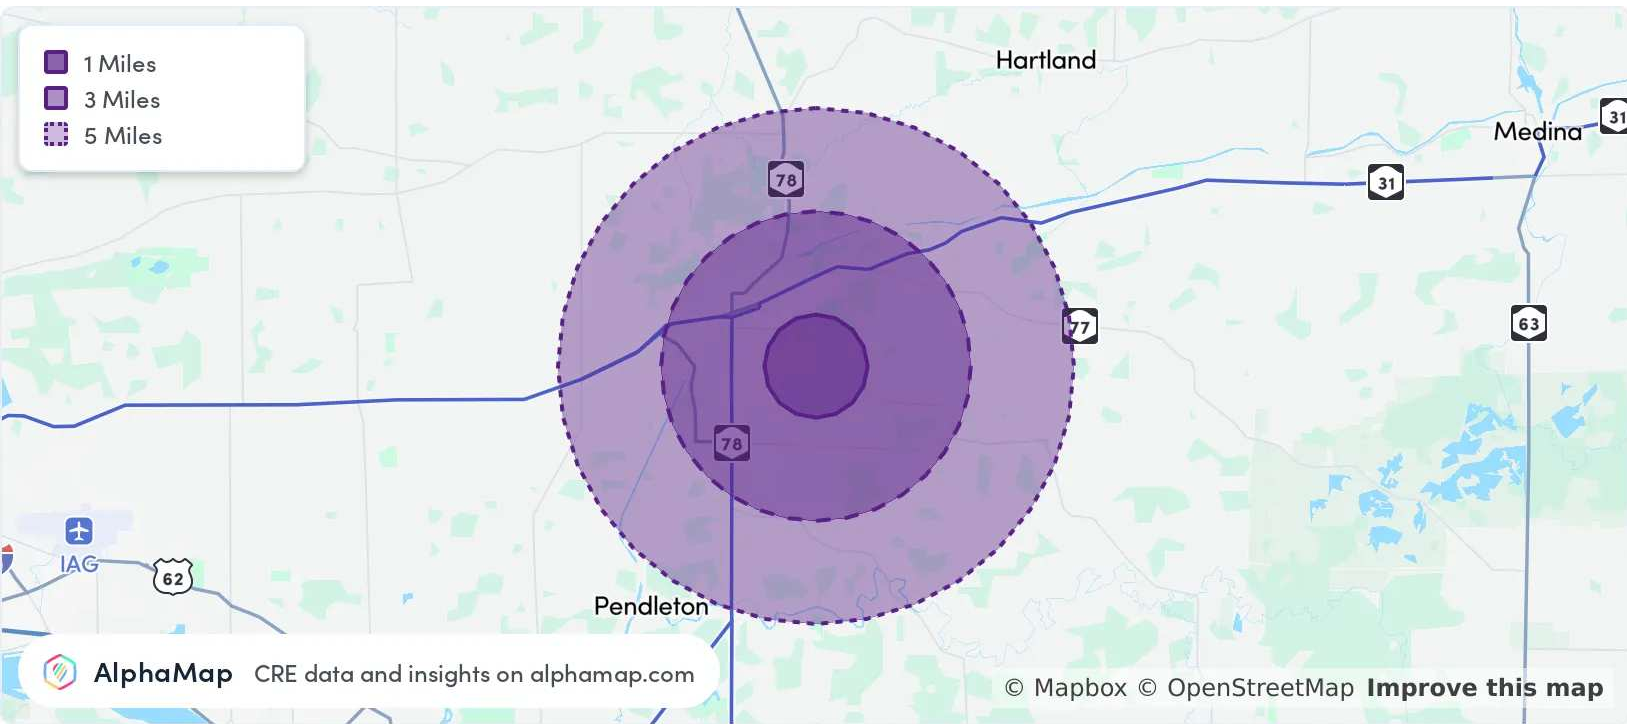 1 Miles
3 Miles
5 Miles
Hartland
Medina
31
78
31
77
63
78
IAG
62
Pendleton
AlphaMap CRE data and insights on alphamap.com
© Mapbox © OpenStreetMap Improve this map